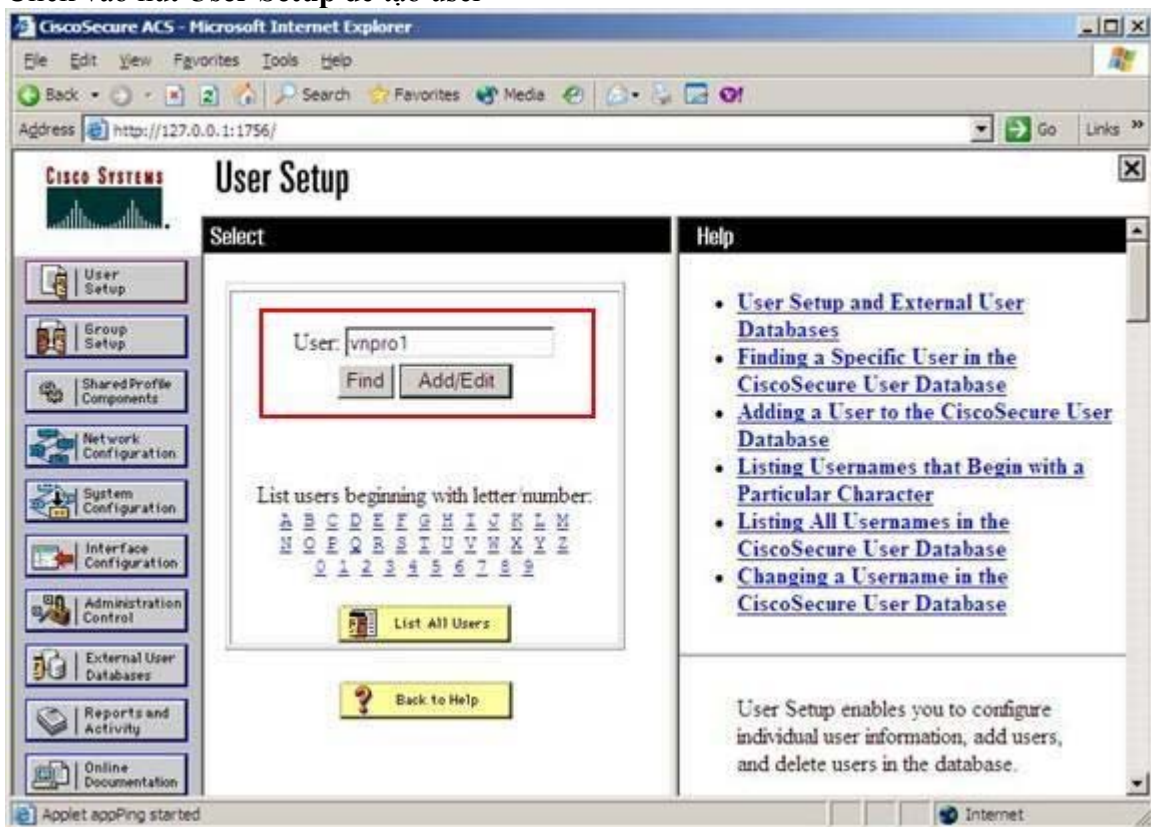 CiscoSecure ACS - Microsoft Internet Explorer
File Edit View Favorites Tools Help
Back Search Favorites Media
Address http://127.0.0.1:1756/ Go Links »
CISCO SYSTEMS
User Setup
Select
Help
User Setup
Group Setup
Shared Profile Components
Network Configuration
System Configuration
Interface Configuration
Administration Control
External User Databases
Reports and Activity
Online Documentation
User: vnpro1
Find Add/Edit
List users beginning with letter/number:
A B C D E F G H I J K L M
N O P Q R S T U V W X Y Z
0 1 2 3 4 5 6 7 8 9
List All Users
Back to Help
User Setup and External User
Databases
Finding a Specific User in the
CiscoSecure User Database
Adding a User to the CiscoSecure User
Database
Listing Usernames that Begin with a
Particular Character
Listing All Usernames in the
CiscoSecure User Database
Changing a Username in the
CiscoSecure User Database
User Setup enables you to configure
individual user information, add users,
and delete users in the database.
Applet appPing started Internet